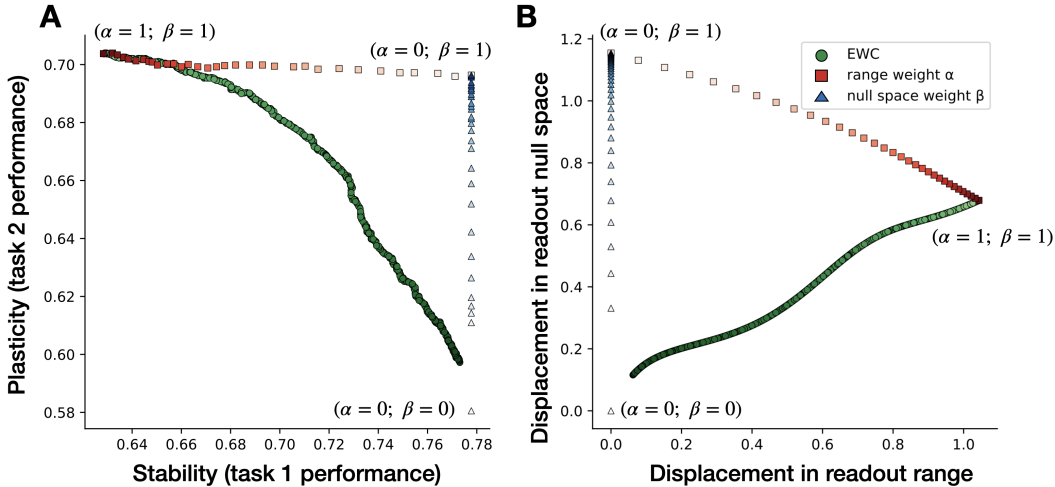 A
(α = 1; β = 1)
(α = 0; β = 1)
0.70
0.68
0.66
0.64
0.62
0.60
0.58
Plasticity (task 2 performance)
(α = 0; β = 0)
0.64
0.66
0.68
0.70
0.72
0.74
0.76
0.78
Stability (task 1 performance)
B
(α = 0; β = 1)
EWC
range weight α
null space weight β
1.2
1.0
0.8
0.6
0.4
0.2
0.0
Displacement in readout null space
(α = 1; β = 1)
(α = 0; β = 0)
0.0
0.2
0.4
0.6
0.8
1.0
Displacement in readout range